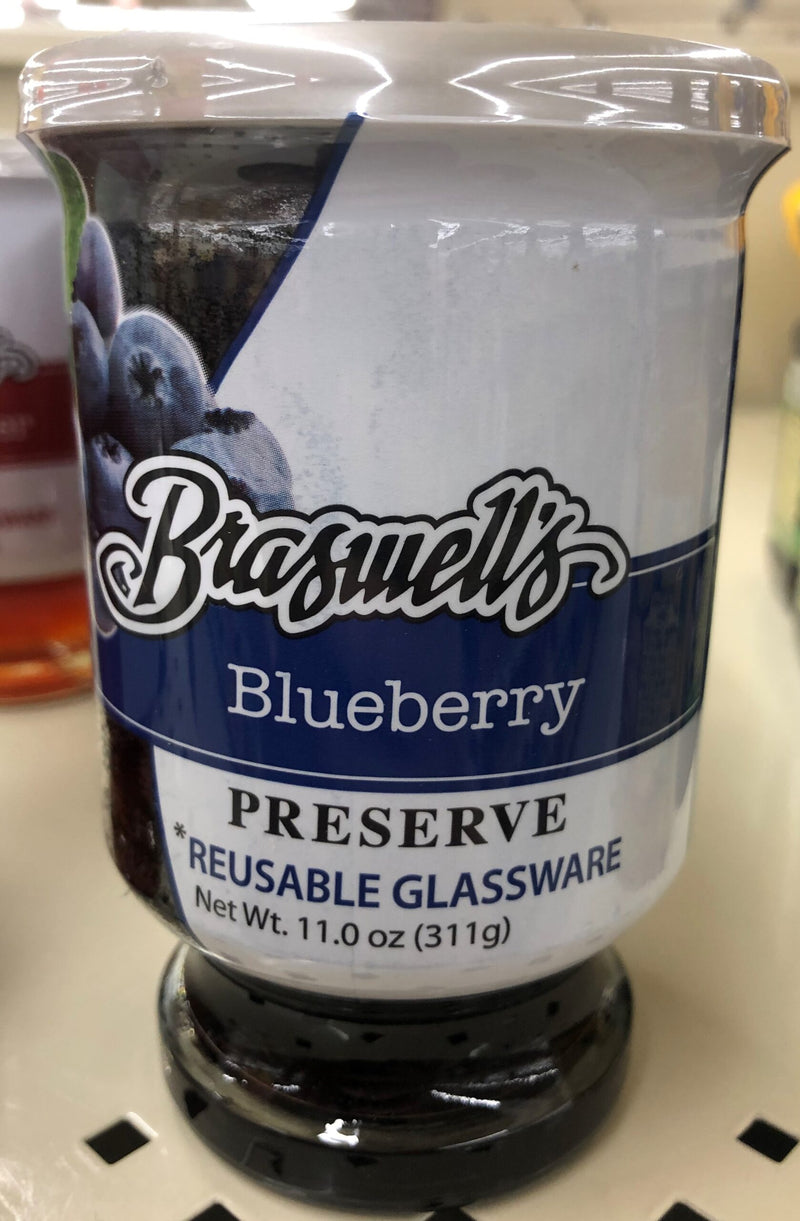 Braswell's
Blueberry
PRESERVE
*REUSABLE GLASSWARE
Net Wt. 11.0 oz (311g)